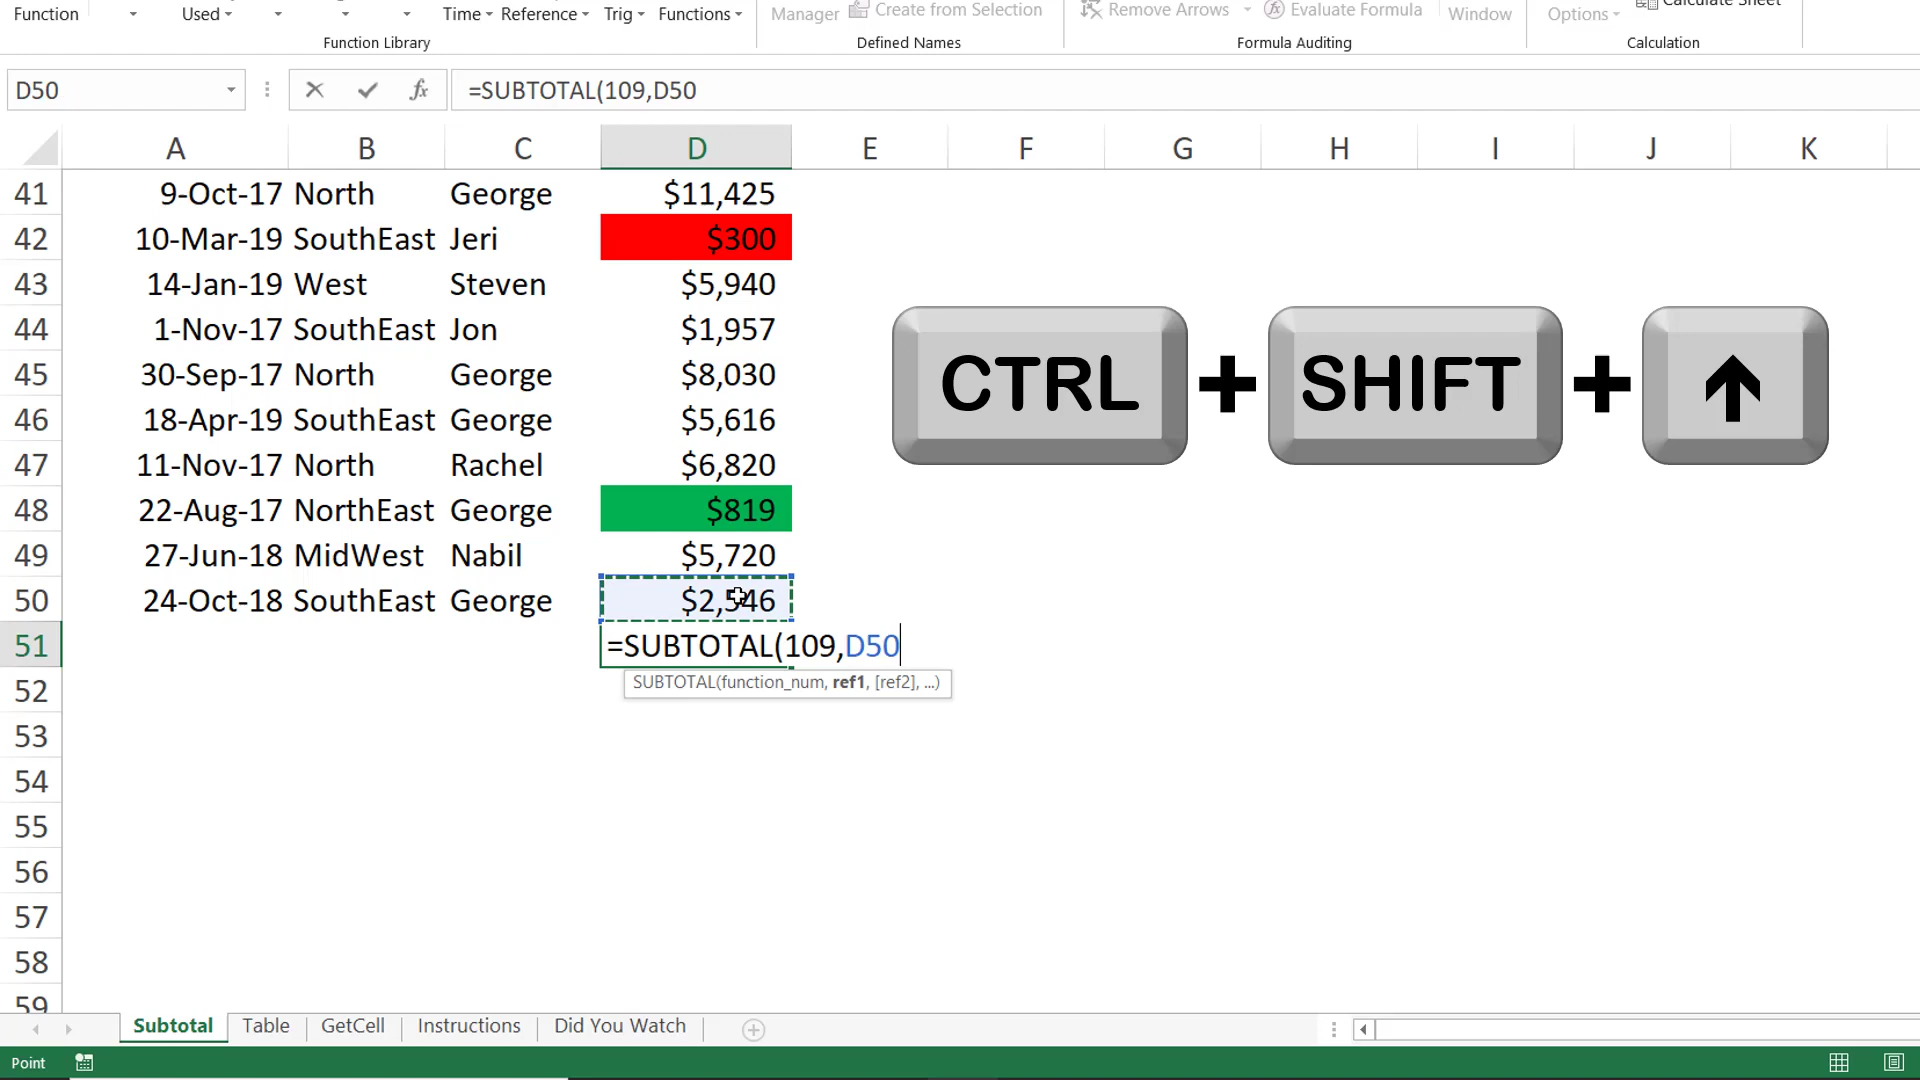 Function Used Time Reference Trig Functions Manager Create from Selection Remove Arrows Evaluate Formula Window Options Calculate Sheet
Function Library Defined Names Formula Auditing Calculation
D50 fx =SUBTOTAL(109,D50
A B C D E F G H I J K
41 9-Oct-17 North George $11,425
42 10-Mar-19 SouthEast Jeri $300
43 14-Jan-19 West Steven $5,940
44 1-Nov-17 SouthEast Jon $1,957
45 30-Sep-17 North George $8,030
46 18-Apr-19 SouthEast George $5,616
47 11-Nov-17 North Rachel $6,820
48 22-Aug-17 NorthEast George $819
49 27-Jun-18 MidWest Nabil $5,720
50 24-Oct-18 SouthEast George $2,546
51 =SUBTOTAL(109,D50
SUBTOTAL(function_num, ref1, [ref2], ...)
52
53
54
55
56
57
58
59
CTRL + SHIFT + ↑
Subtotal Table GetCell Instructions Did You Watch
Point